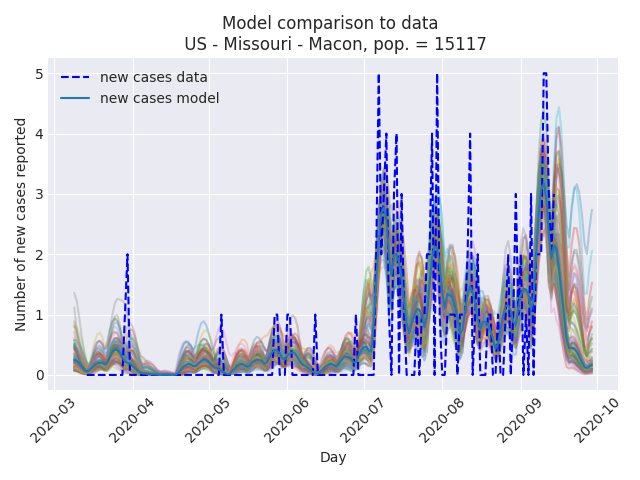 Model comparison to data
US - Missouri - Macon, pop. = 15117
new cases data
new cases model
Number of new cases reported
5
4
3
2
1
0
2020-03
2020-04
2020-05
2020-06
2020-07
2020-08
2020-09
2020-10
Day